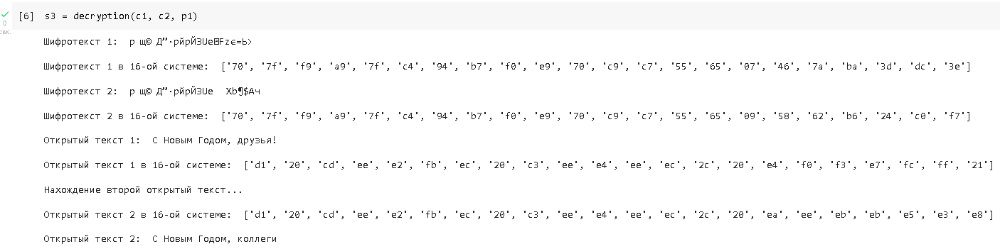 [6] s3 = decryption(c1, c2, p1)
0
сек.
Шифротекст 1: р щ© Д”·рйрЙЗUeFzє=Ь>
Шифротекст 1 в 16-ой системе: ['70', '7f', 'f9', 'a9', '7f', 'c4', '94', 'b7', 'f0', 'e9', '70', 'c9', 'c7', '55', '65', '07', '46', '7a', 'ba', '3d', 'dc', '3e']
Шифротекст 2: р щ© Д”·рйрЙЗUe Xb¶$Ач
Шифротекст 2 в 16-ой системе: ['70', '7f', 'f9', 'a9', '7f', 'c4', '94', 'b7', 'f0', 'e9', '70', 'c9', 'c7', '55', '65', '09', '58', '62', 'b6', '24', 'c0', 'f7']
Открытый текст 1: С Новым Годом, друзья!
Открытый текст 1 в 16-ой системе: ['d1', '20', 'cd', 'ee', 'e2', 'fb', 'ec', '20', 'c3', 'ee', 'e4', 'ee', 'ec', '2c', '20', 'e4', 'f0', 'f3', 'e7', 'fc', 'ff', '21']
Нахождение второй открытый текст...
Открытый текст 2 в 16-ой системе: ['d1', '20', 'cd', 'ee', 'e2', 'fb', 'ec', '20', 'c3', 'ee', 'e4', 'ee', 'ec', '2c', '20', 'ea', 'ee', 'eb', 'eb', 'e5', 'e3', 'e8']
Открытый текст 2: С Новым Годом, коллеги